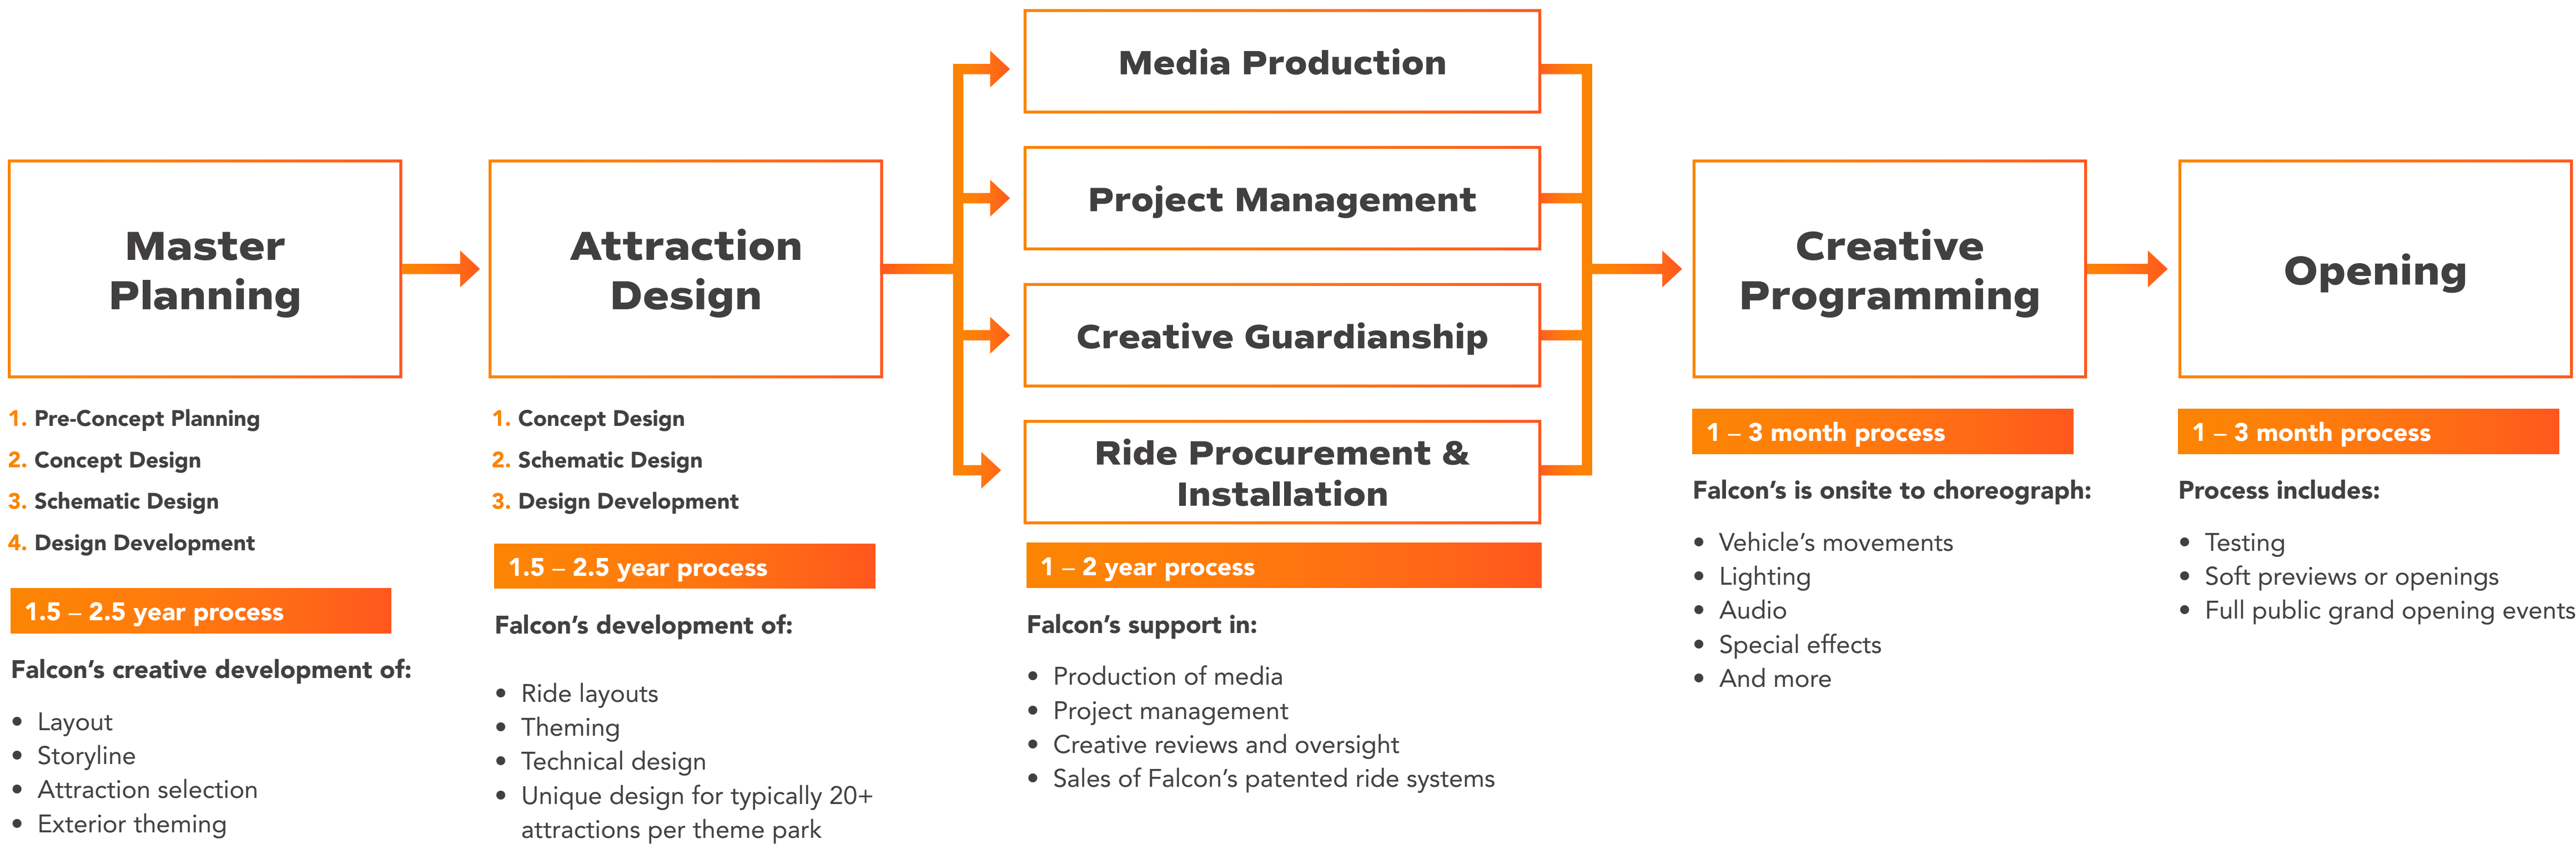 Master
Planning
1. Pre-Concept Planning
2. Concept Design
3. Schematic Design
4. Design Development
1.5 – 2.5 year process
Falcon’s creative development of:
• Layout
• Storyline
• Attraction selection
• Exterior theming
Attraction
Design
1. Concept Design
2. Schematic Design
3. Design Development
1.5 – 2.5 year process
Falcon’s development of:
• Ride layouts
• Theming
• Technical design
• Unique design for typically 20+
attractions per theme park
Media Production
Project Management
Creative Guardianship
Ride Procurement &
Installation
1 – 2 year process
Falcon’s support in:
• Production of media
• Project management
• Creative reviews and oversight
• Sales of Falcon’s patented ride systems
Creative
Programming
1 – 3 month process
Falcon’s is onsite to choreograph:
• Vehicle’s movements
• Lighting
• Audio
• Special effects
• And more
Opening
1 – 3 month process
Process includes:
• Testing
• Soft previews or openings
• Full public grand opening events